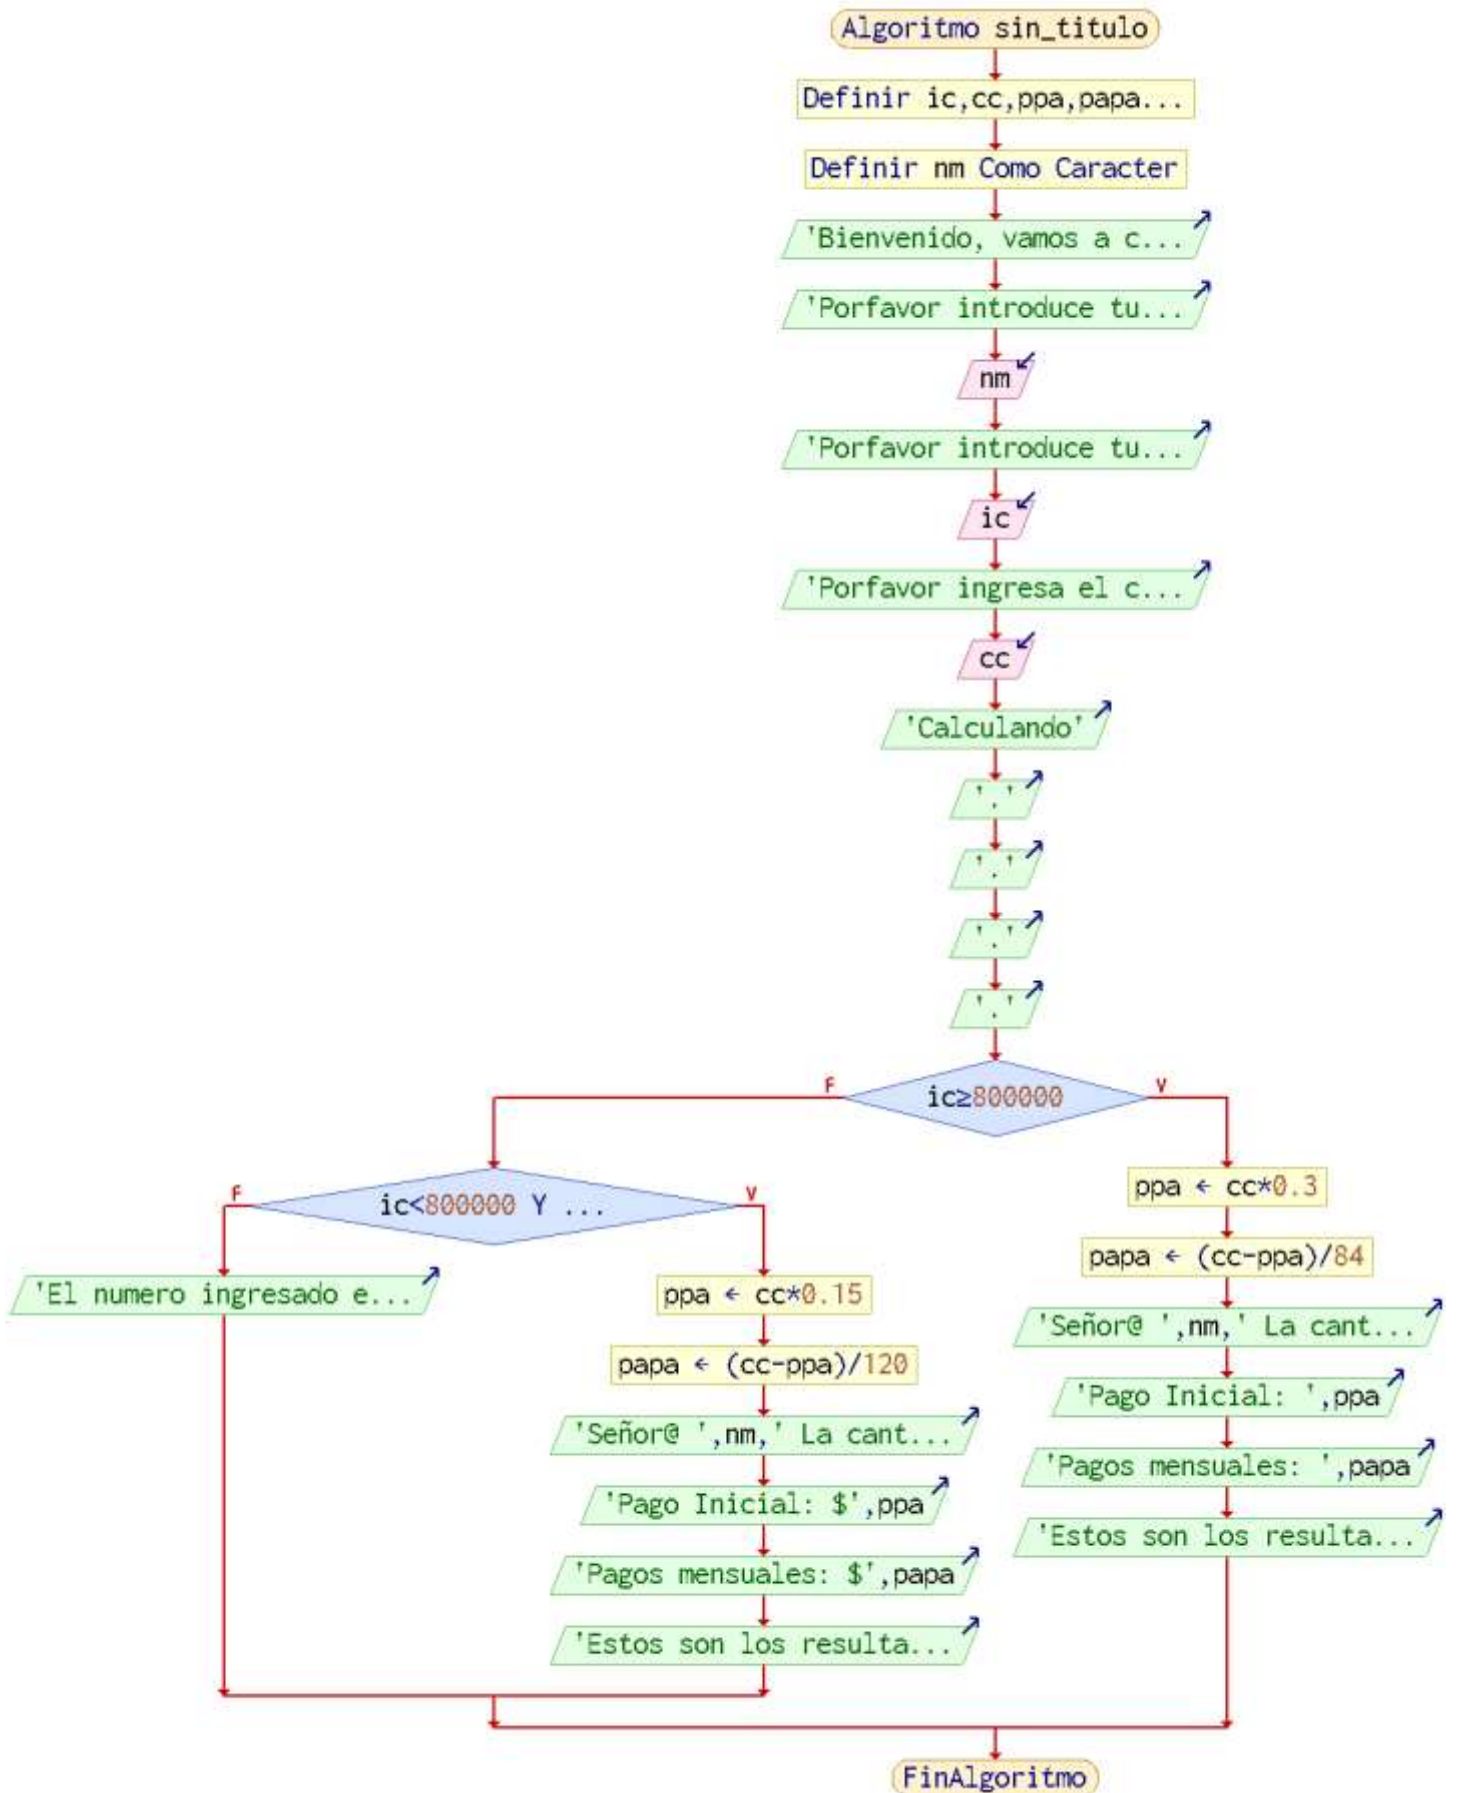 Algoritmo sin_titulo
Definir ic,cc,ppa,papa...
Definir nm Como Caracter
'Bienvenido, vamos a c...
'Porfavor introduce tu...
nm
'Porfavor introduce tu...
ic
'Porfavor ingresa el c...
cc
'Calculando'
'.'
'.'
'.'
'.'
F
ic≥800000
V
F
ic<800000 Y ...
V
'El numero ingresado e...
ppa ← cc*0.15
papa ← (cc-ppa)/120
'Señor@ ',nm,' La cant...
'Pago Inicial: $',ppa
'Pagos mensuales: $',papa
'Estos son los resulta...
ppa ← cc*0.3
papa ← (cc-ppa)/84
'Señor@ ',nm,' La cant...
'Pago Inicial: ',ppa
'Pagos mensuales: ',papa
'Estos son los resulta...
FinAlgoritmo